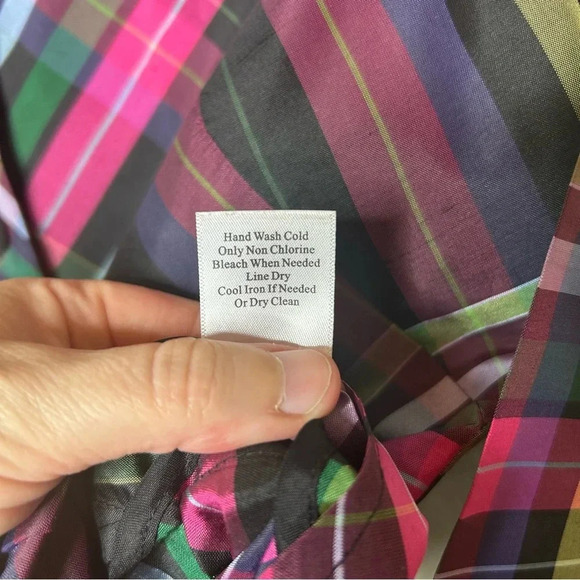 Hand Wash Cold
Only Non Chlorine
Bleach When Needed
Line Dry
Cool Iron If Needed
Or Dry Clean